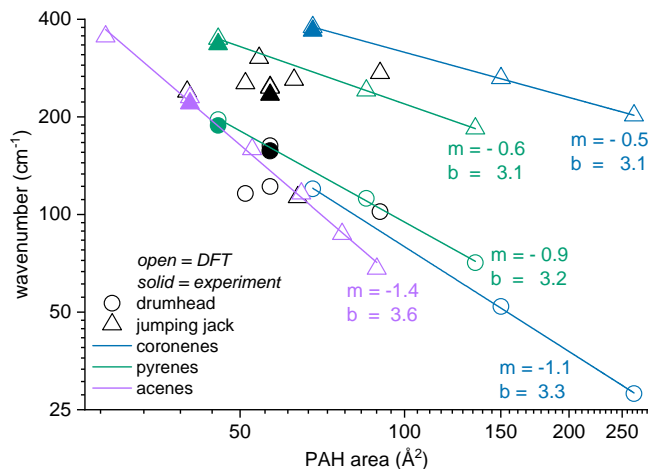 400
200
100
50
25
wavenumber (cm-1)
m = - 0.5
b = 3.1
m = - 0.6
b = 3.1
m = - 0.9
b = 3.2
m = -1.4
b = 3.6
m = -1.1
b = 3.3
open = DFT
solid = experiment
drumhead
jumping jack
coronenes
pyrenes
acenes
50
100
150
200
250
PAH area (Å2)